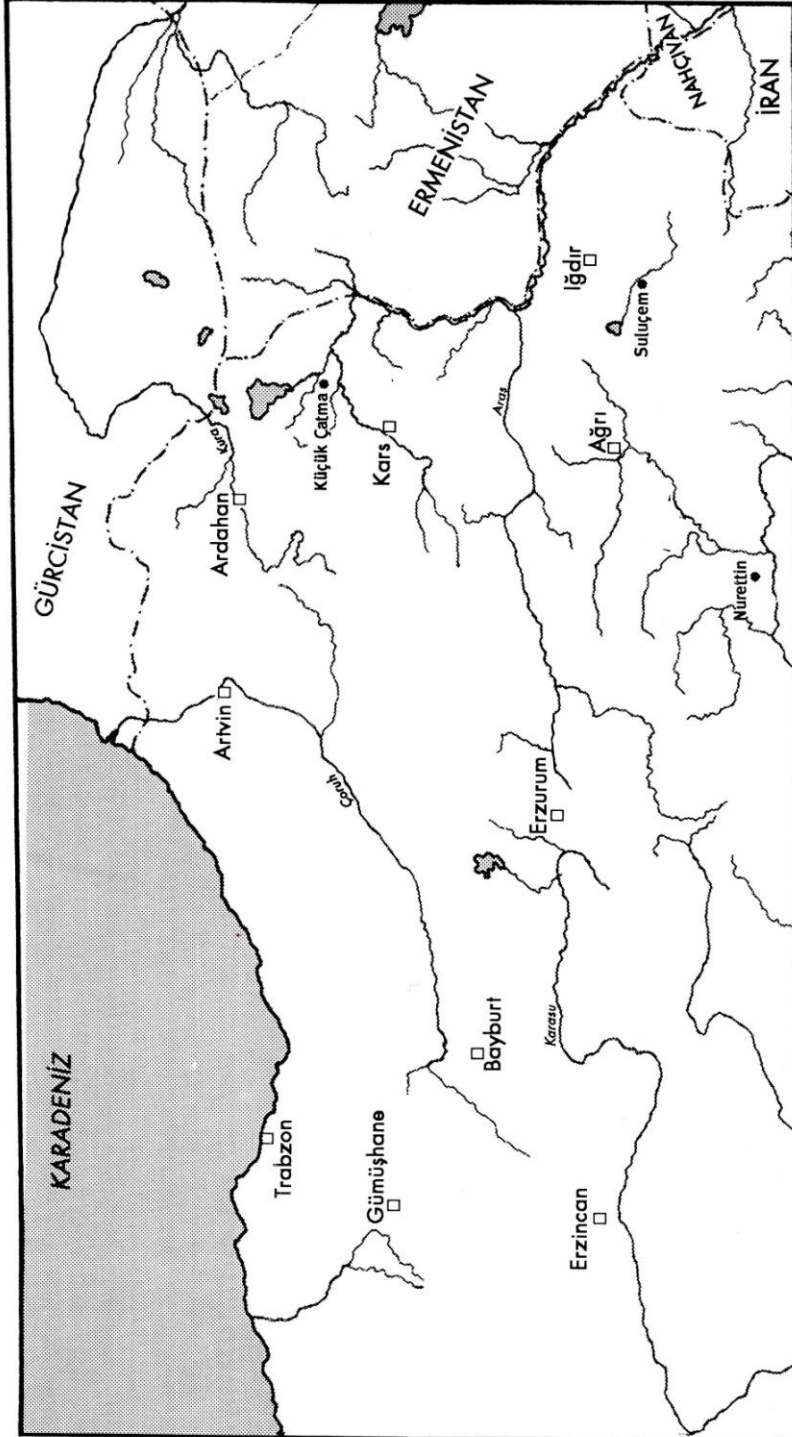 KARADENİZ
GÜRCİSTAN
ERMENİSTAN
NAHÇIVAN
İRAN
Trabzon
Gümüşhane
Bayburt
Erzincan
Karasu
Erzurum
Çoruh
Artvin
Ardahan
Kura
Küçük Çatma
Kars
Aras
Ağrı
Nurettin
Iğdır
Suluçem